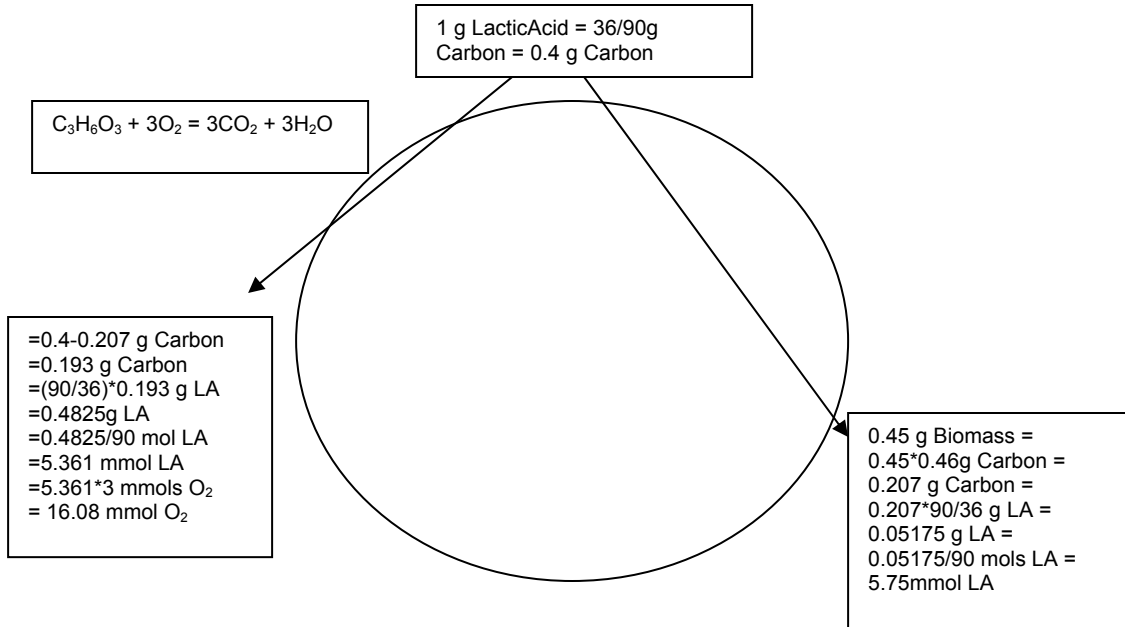 1 g LacticAcid = 36/90g
Carbon = 0.4 g Carbon
C₃H₆O₃ + 3O₂ = 3CO₂ + 3H₂O
=0.4-0.207 g Carbon
=0.193 g Carbon
=(90/36)*0.193 g LA
=0.4825g LA
=0.4825/90 mol LA
=5.361 mmol LA
=5.361*3 mmols O₂
= 16.08 mmol O₂
0.45 g Biomass =
0.45*0.46g Carbon =
0.207 g Carbon =
0.207*90/36 g LA =
0.05175 g LA =
0.05175/90 mols LA =
5.75mmol LA